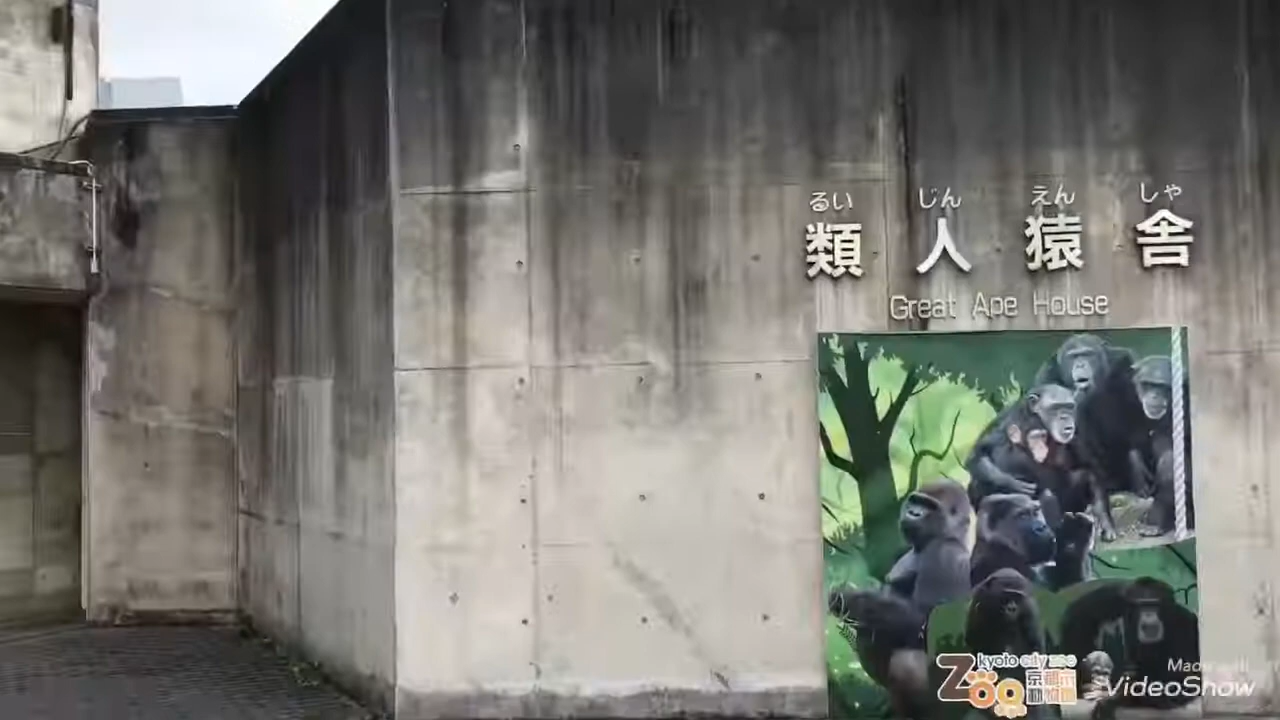 るい じん えん しゃ
類人猿舎
Great Ape House
kyoto city zoo
Zoo
京都市
動物園
Made with
VideoShow